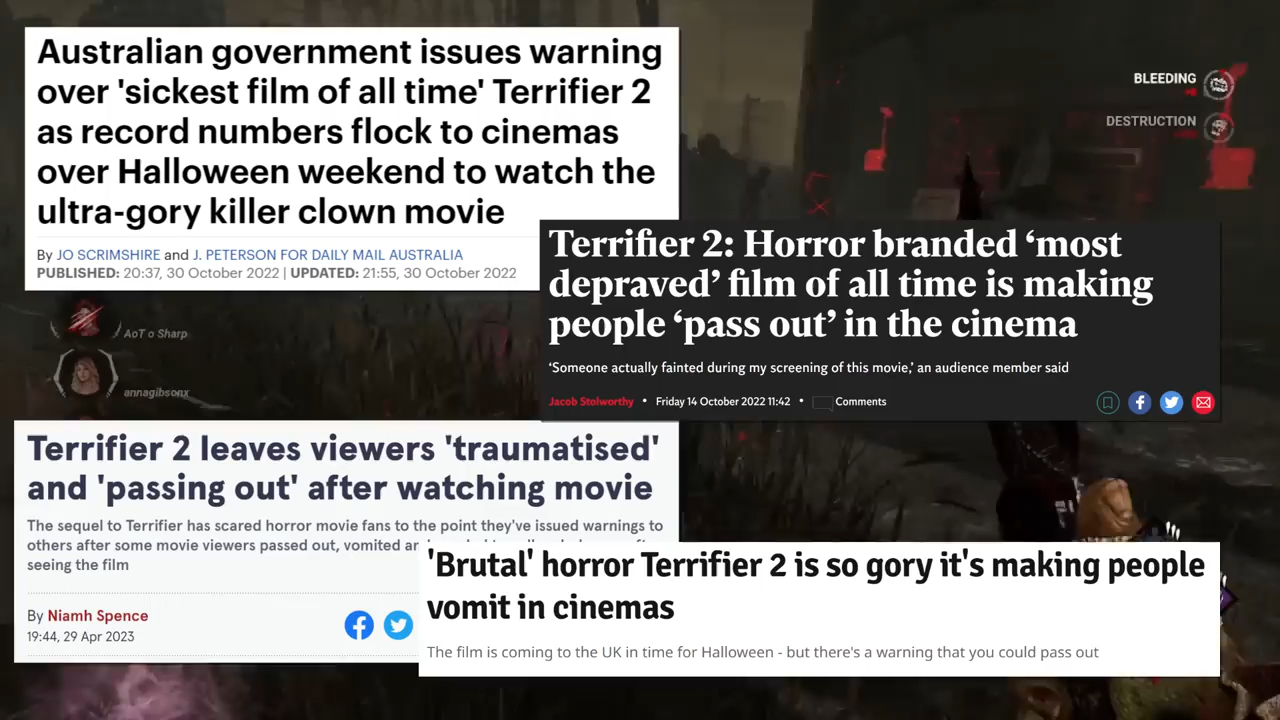 Australian government issues warning
over 'sickest film of all time' Terrifier 2
as record numbers flock to cinemas
over Halloween weekend to watch the
ultra-gory killer clown movie
By JO SCRIMSHIRE and J. PETERSON FOR DAILY MAIL AUSTRALIA
PUBLISHED: 20:37, 30 October 2022 | UPDATED: 21:55, 30 October 2022
BLEEDING
DESTRUCTION
Terrifier 2: Horror branded ‘most
depraved’ film of all time is making
people ‘pass out’ in the cinema
‘Someone actually fainted during my screening of this movie,’ an audience member said
Jacob Stolworthy • Friday 14 October 2022 11:42 • Comments
AoT o Sharp
annagibsonx
Terrifier 2 leaves viewers 'traumatised'
and 'passing out' after watching movie
The sequel to Terrifier has scared horror movie fans to the point they've issued warnings to
others after some movie viewers passed out, vomited
seeing the film
By Niamh Spence
19:44, 29 Apr 2023
'Brutal' horror Terrifier 2 is so gory it's making people
vomit in cinemas
The film is coming to the UK in time for Halloween - but there's a warning that you could pass out